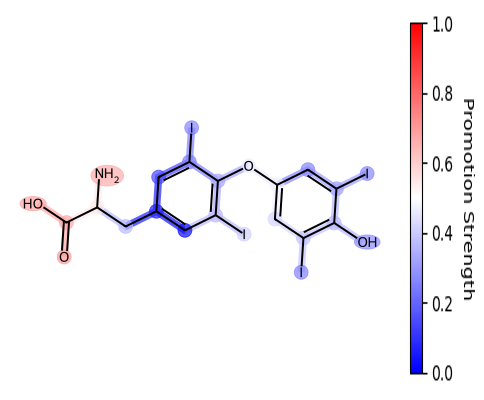 I
NH2
O
I
HO
I
OH
O
I
1.0
0.8
0.6
0.4
0.2
0.0
Promotion Strength